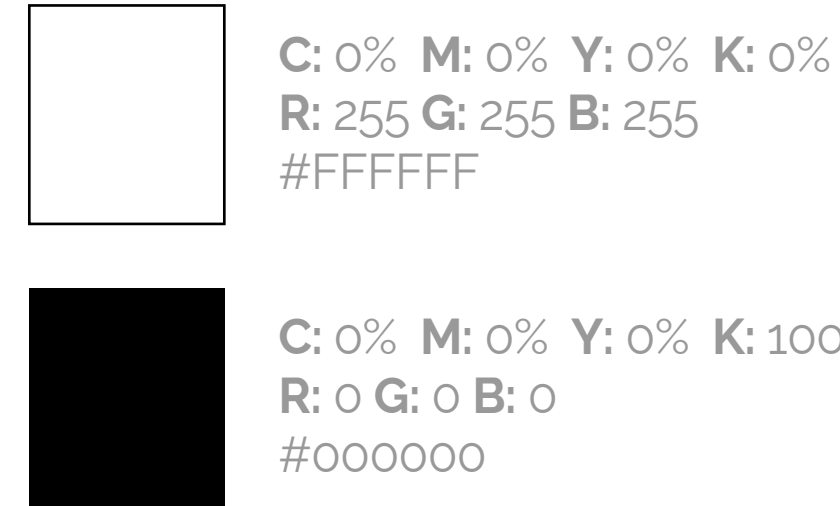 C: 0% M: 0% Y: 0% K: 0%
R: 255 G: 255 B: 255
#FFFFFF
C: 0% M: 0% Y: 0% K: 100
R: 0 G: 0 B: 0
#000000